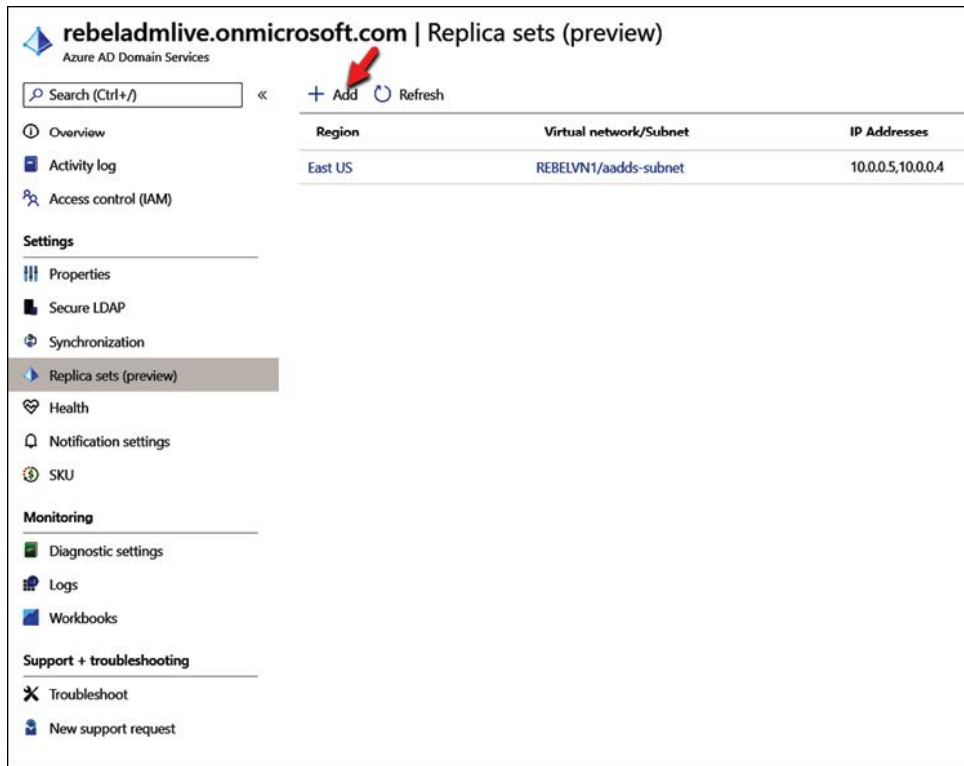 rebeladmlive.onmicrosoft.com | Replica sets (preview)
Azure AD Domain Services
Search (Ctrl+/)
«
+ Add Refresh
Region Virtual network/Subnet IP Addresses
East US REBELVN1/aadds-subnet 10.0.0.5,10.0.0.4
Overview
Activity log
Access control (IAM)
Settings
Properties
Secure LDAP
Synchronization
Replica sets (preview)
Health
Notification settings
SKU
Monitoring
Diagnostic settings
Logs
Workbooks
Support + troubleshooting
Troubleshoot
New support request